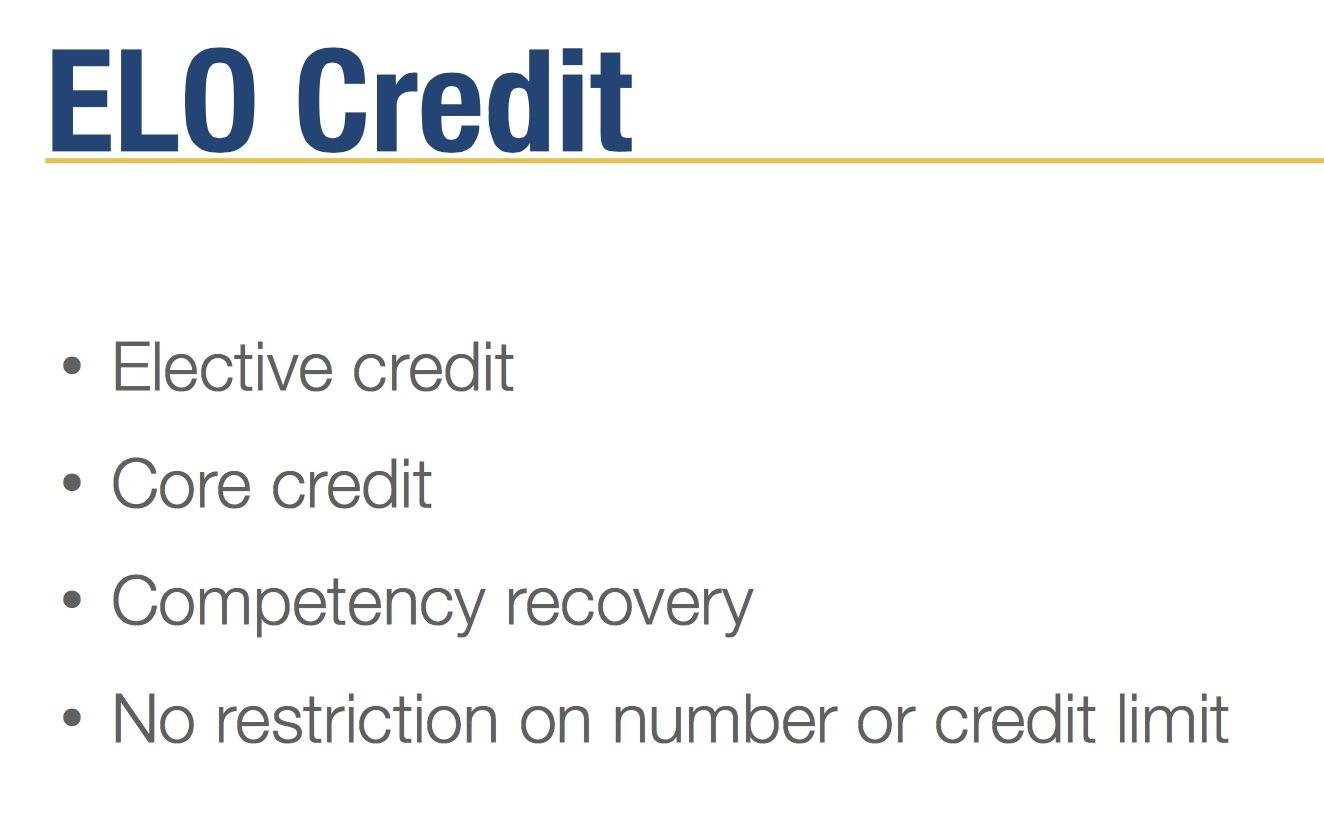 ELO Credit
• Elective credit
• Core credit
• Competency recovery
• No restriction on number or credit limit